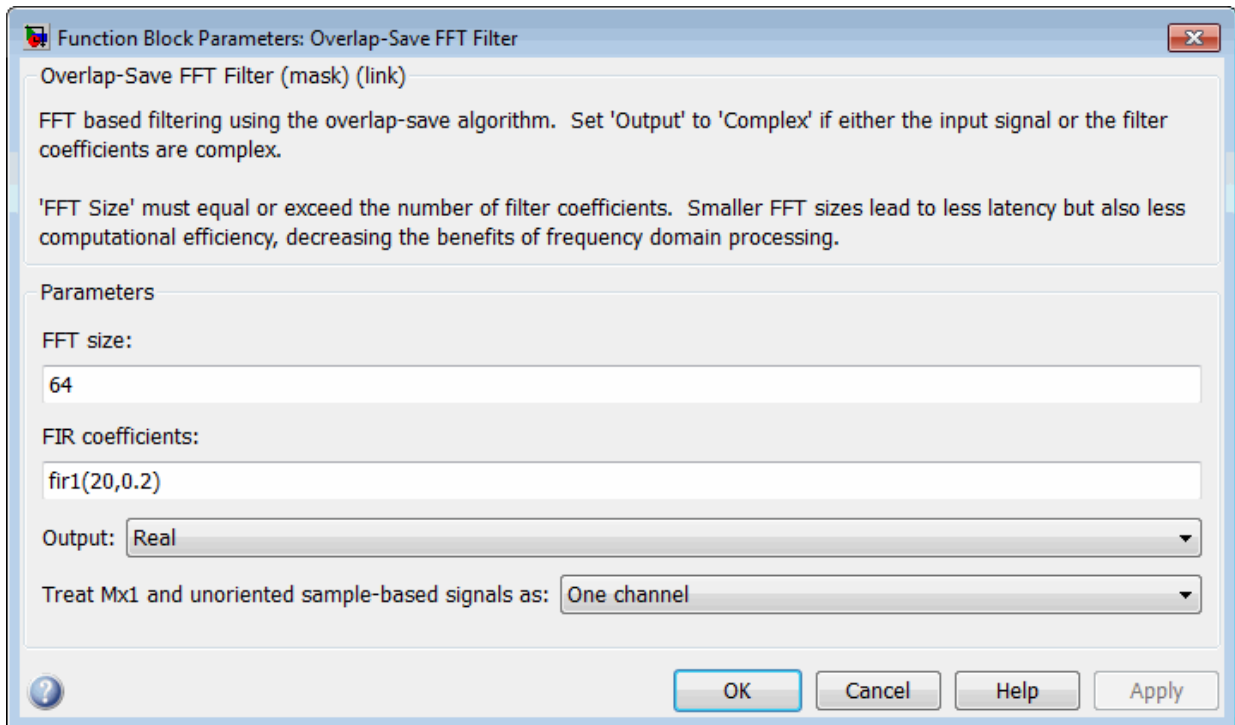 Function Block Parameters: Overlap-Save FFT Filter
Overlap-Save FFT Filter (mask) (link)
FFT based filtering using the overlap-save algorithm.  Set 'Output' to 'Complex' if either the input signal or the filter
coefficients are complex.
'FFT Size' must equal or exceed the number of filter coefficients.  Smaller FFT sizes lead to less latency but also less
computational efficiency, decreasing the benefits of frequency domain processing.
Parameters
FFT size:
64
FIR coefficients:
fir1(20,0.2)
Output: Real
Treat Mx1 and unoriented sample-based signals as: One channel
? OK Cancel Help Apply